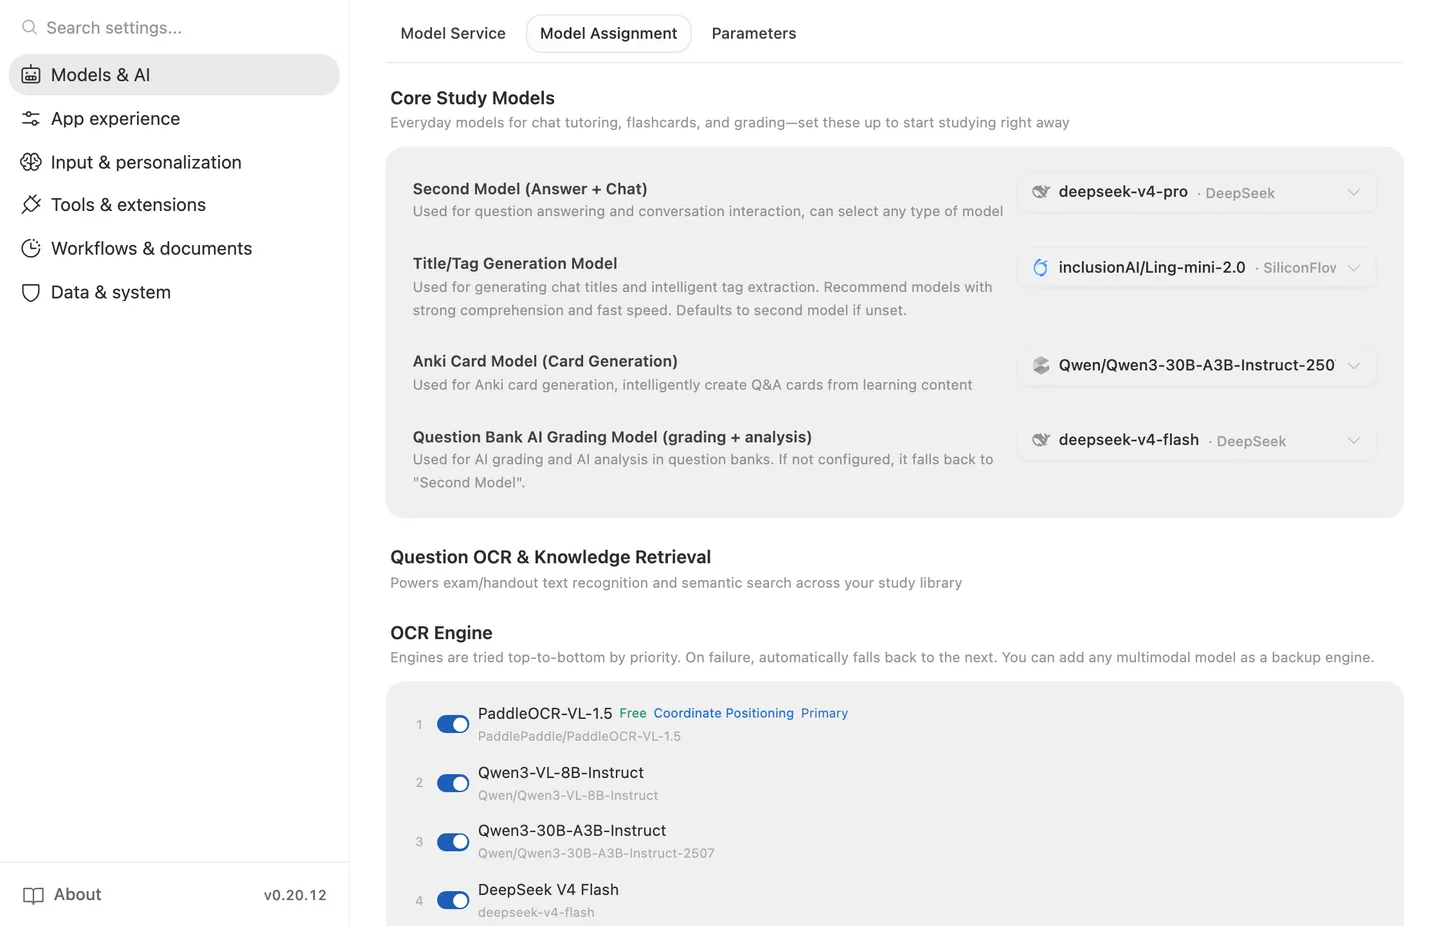 Search settings...
Models & AI
App experience
Input & personalization
Tools & extensions
Workflows & documents
Data & system
About
v0.20.12
Model Service
Model Assignment
Parameters
Core Study Models
Everyday models for chat tutoring, flashcards, and grading—set these up to start studying right away
Second Model (Answer + Chat)
Used for question answering and conversation interaction, can select any type of model
deepseek-v4-pro · DeepSeek
Title/Tag Generation Model
Used for generating chat titles and intelligent tag extraction. Recommend models with
strong comprehension and fast speed. Defaults to second model if unset.
inclusionAI/Ling-mini-2.0 · SiliconFlow
Anki Card Model (Card Generation)
Used for Anki card generation, intelligently create Q&A cards from learning content
Qwen/Qwen3-30B-A3B-Instruct-250
Question Bank AI Grading Model (grading + analysis)
Used for AI grading and AI analysis in question banks. If not configured, it falls back to
"Second Model".
deepseek-v4-flash · DeepSeek
Question OCR & Knowledge Retrieval
Powers exam/handout text recognition and semantic search across your study library
OCR Engine
Engines are tried top-to-bottom by priority. On failure, automatically falls back to the next. You can add any multimodal model as a backup engine.
1
PaddleOCR-VL-1.5 Free Coordinate Positioning Primary
PaddlePaddle/PaddleOCR-VL-1.5
2
Qwen3-VL-8B-Instruct
Qwen/Qwen3-VL-8B-Instruct
3
Qwen3-30B-A3B-Instruct
Qwen/Qwen3-30B-A3B-Instruct-2507
4
DeepSeek V4 Flash
deepseek-v4-flash